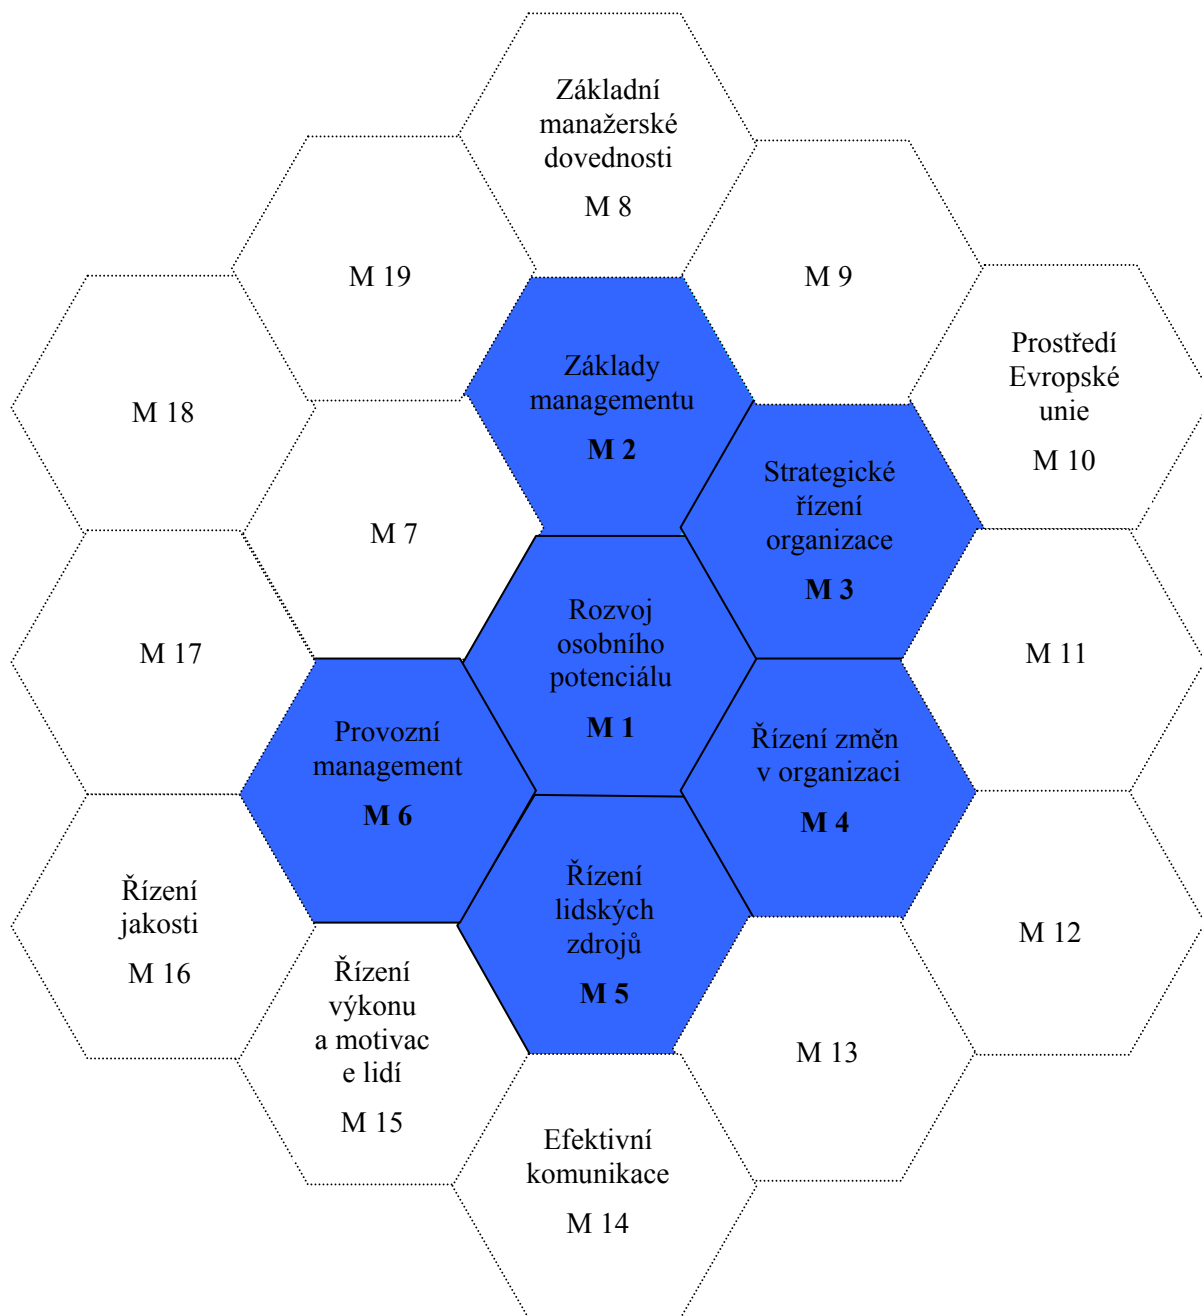 Základní
manažerské
dovednosti
M 8
M 19
M 9
Prostředí
Evropské
unie
M 10
M 18
Základy
managementu
M 2
Strategické
řízení
organizace
M 3
M 7
Rozvoj
osobního
potenciálu
M 1
M 17
M 11
Provozní
management
M 6
Řízení změn
v organizaci
M 4
Řízení
jakosti
M 16
Řízení
lidských
zdrojů
M 5
M 12
Řízení
výkonu
a motivac
e lidí
M 15
M 13
Efektivní
komunikace
M 14